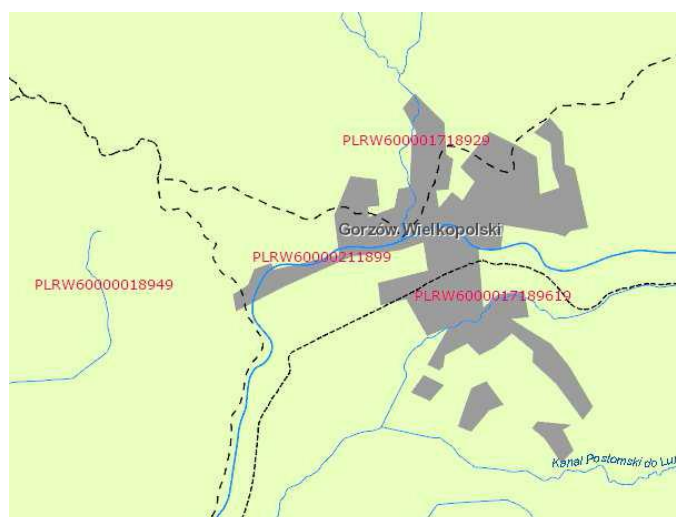 PLRW600001718929
Gorzów Wielkopolski
PLRW60000211899
PLRW60000018949
PLRW6000017189619
Kanał Postomski do Lu